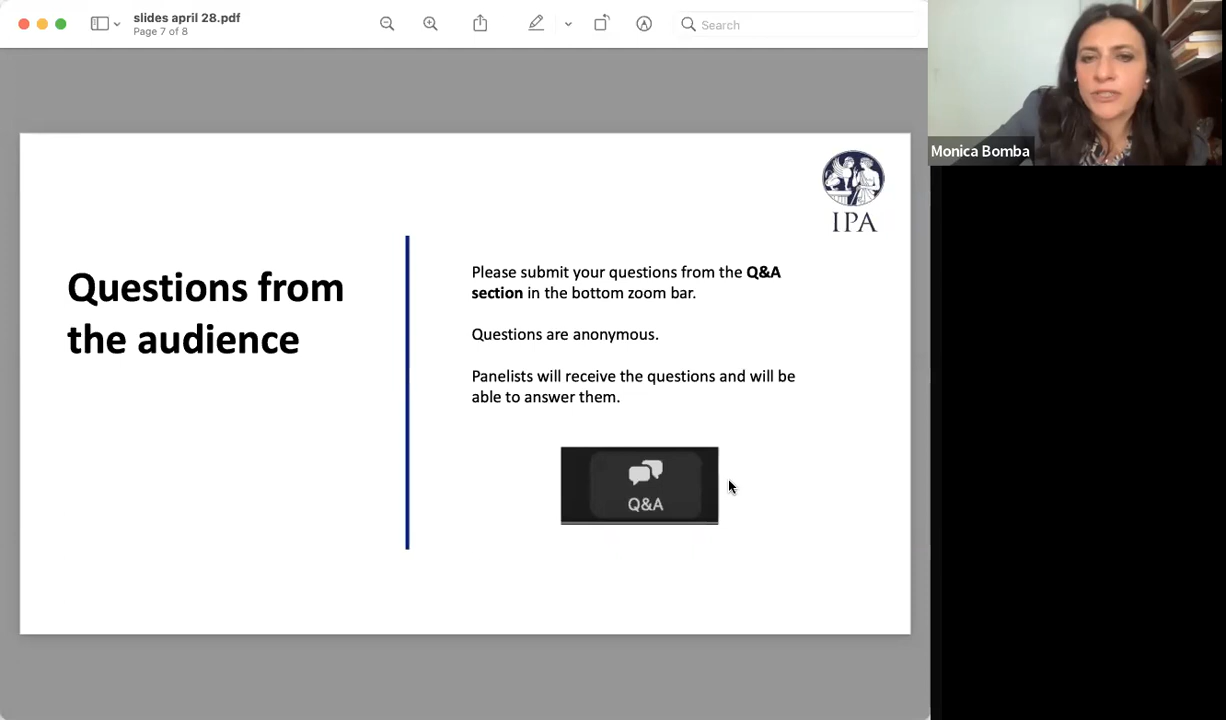 slides april 28.pdf
Page 7 of 8
Search
Monica Bomba
IPA
Questions from
the audience
Please submit your questions from the Q&A
section in the bottom zoom bar.
Questions are anonymous.
Panelists will receive the questions and will be
able to answer them.
Q&A